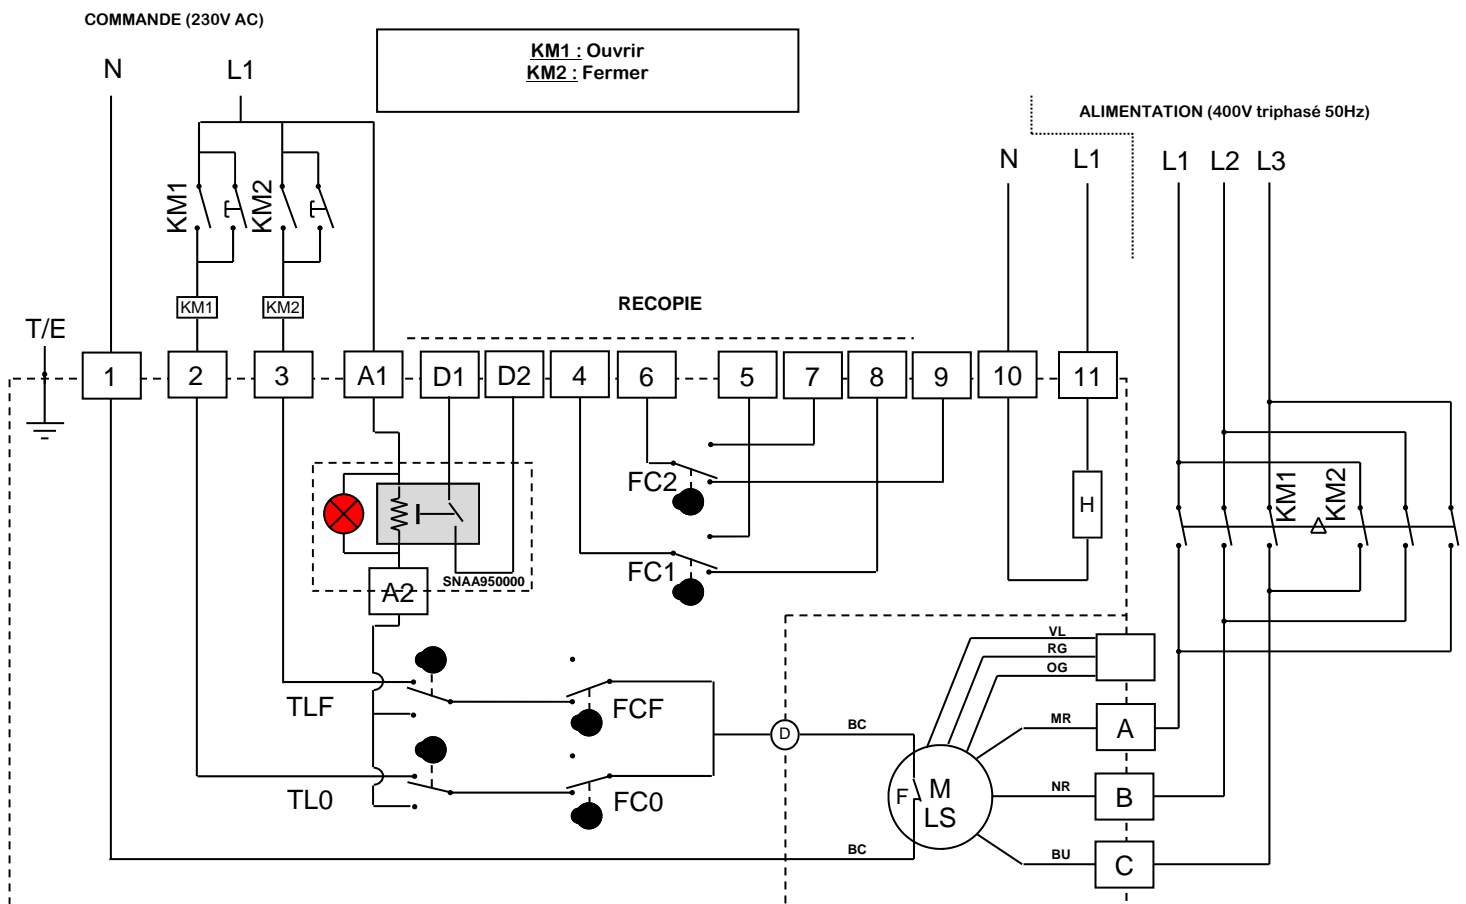 COMMANDE (230V AC)
KM1 : Ouvrir
KM2 : Fermer
N L1
ALIMENTATION (400V triphasé 50Hz)
N L1 L1 L2 L3
KM1 KM2
KM1 KM2
RECOPIE
T/E
1 2 3 A1 D1 D2 4 6 5 7 8 9 10 11
FC2
H
KM1 KM2
FC1
SNAA950000
A2
VL
RG
OG
TLF FCF
D BC MR A
F M NR B
LS
TL0 FC0
BC BU C